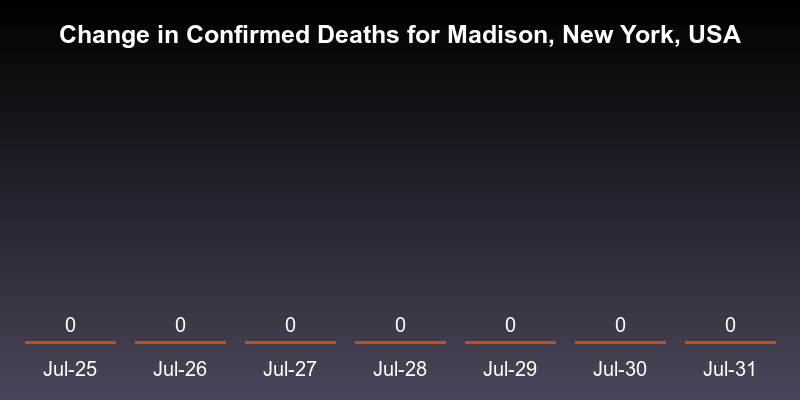 Change in Confirmed Deaths for Madison, New York, USA
0 0 0 0 0 0 0
Jul-25 Jul-26 Jul-27 Jul-28 Jul-29 Jul-30 Jul-31